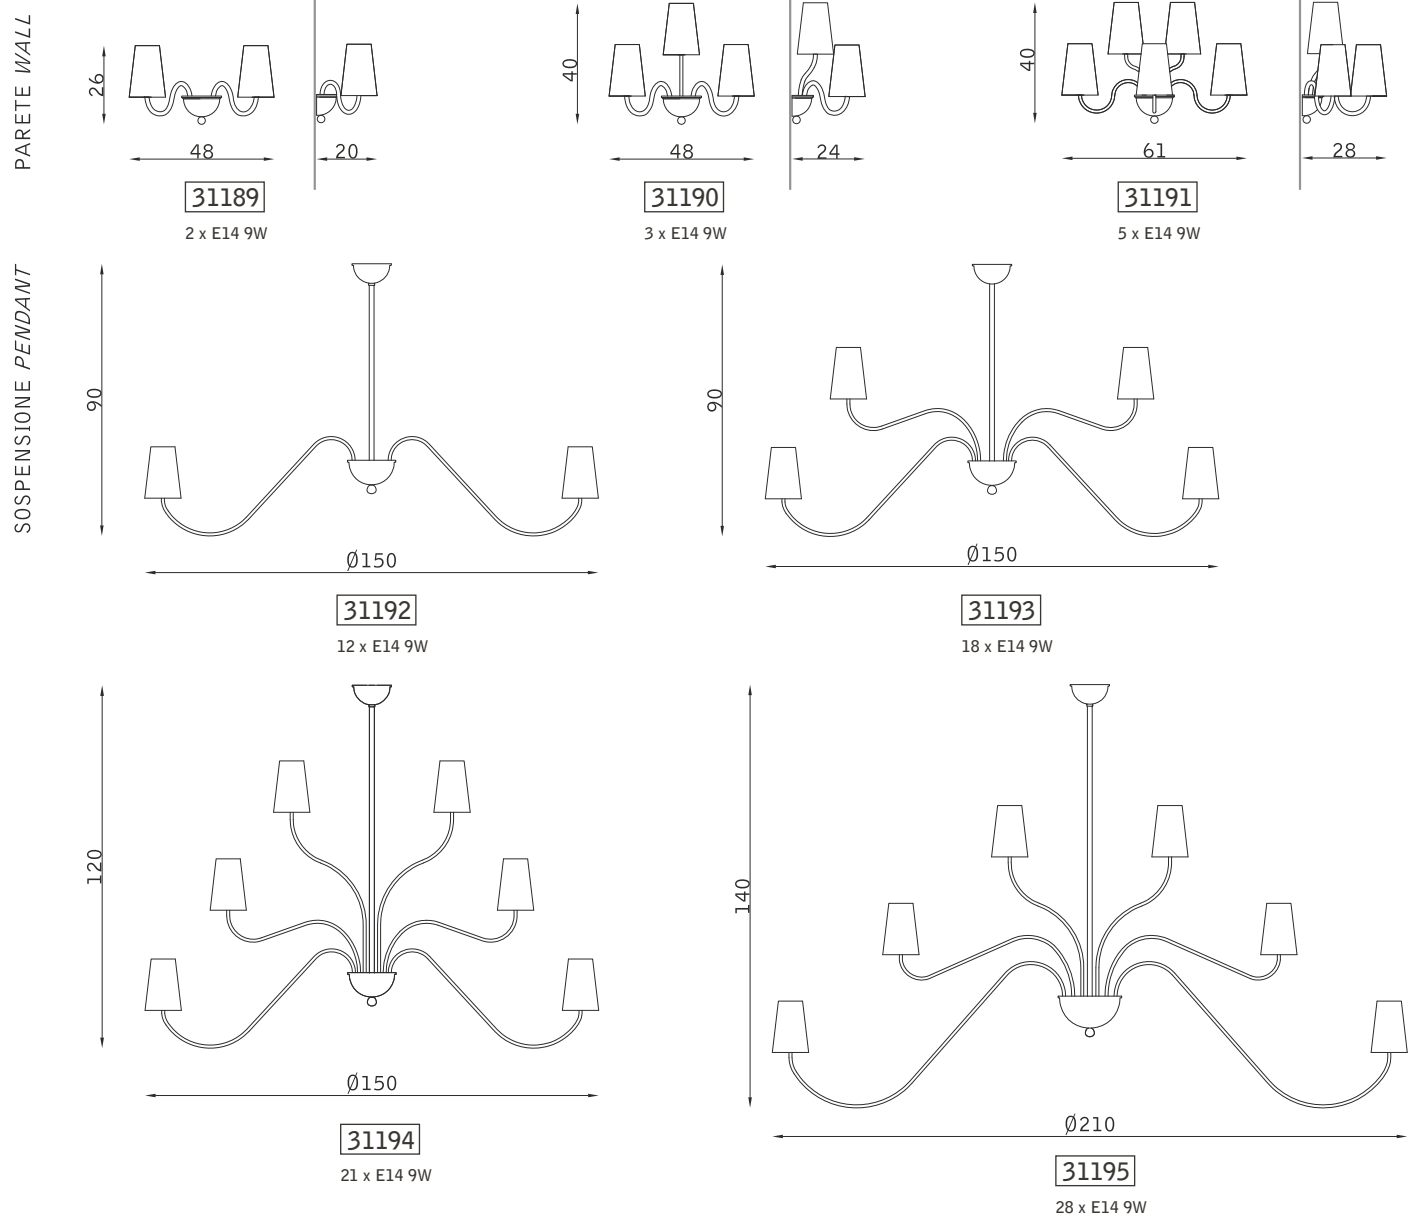 PARETE WALL
26
48
20
31189
2 x E14 9W
40
48
24
31190
3 x E14 9W
40
61
28
31191
5 x E14 9W
SOSPENSIONE PENDANT
90
Ø150
31192
12 x E14 9W
90
Ø150
31193
18 x E14 9W
120
Ø150
31194
21 x E14 9W
140
Ø210
31195
28 x E14 9W